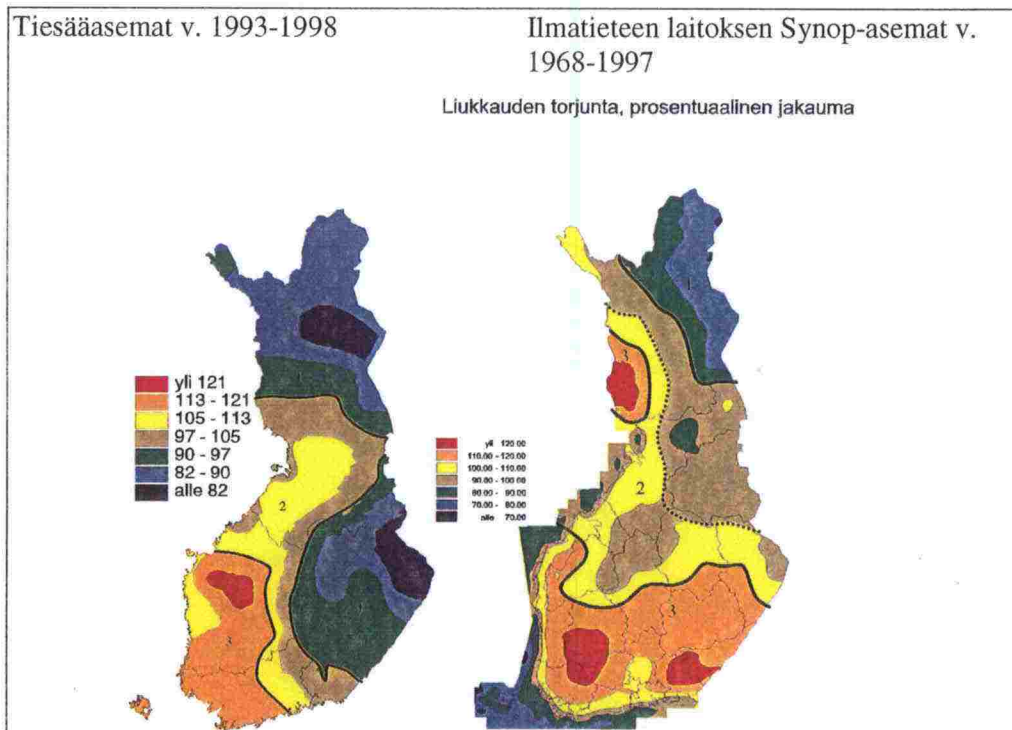 Tiesääasemat v. 1993-1998
Ilmatieteen laitoksen Synop-asemat v.
1968-1997
Liukkauden torjunta, prosentuaalinen jakauma
yli 121
113 - 121
105 - 113
97 - 105
90 - 97
82 - 90
alle 82
1
2
3
yli 120.00
110.00 - 120.00
100.00 - 110.00
90.00 - 100.00
80.00 - 90.00
70.00 - 80.00
alle 70.00
1
3
2
3